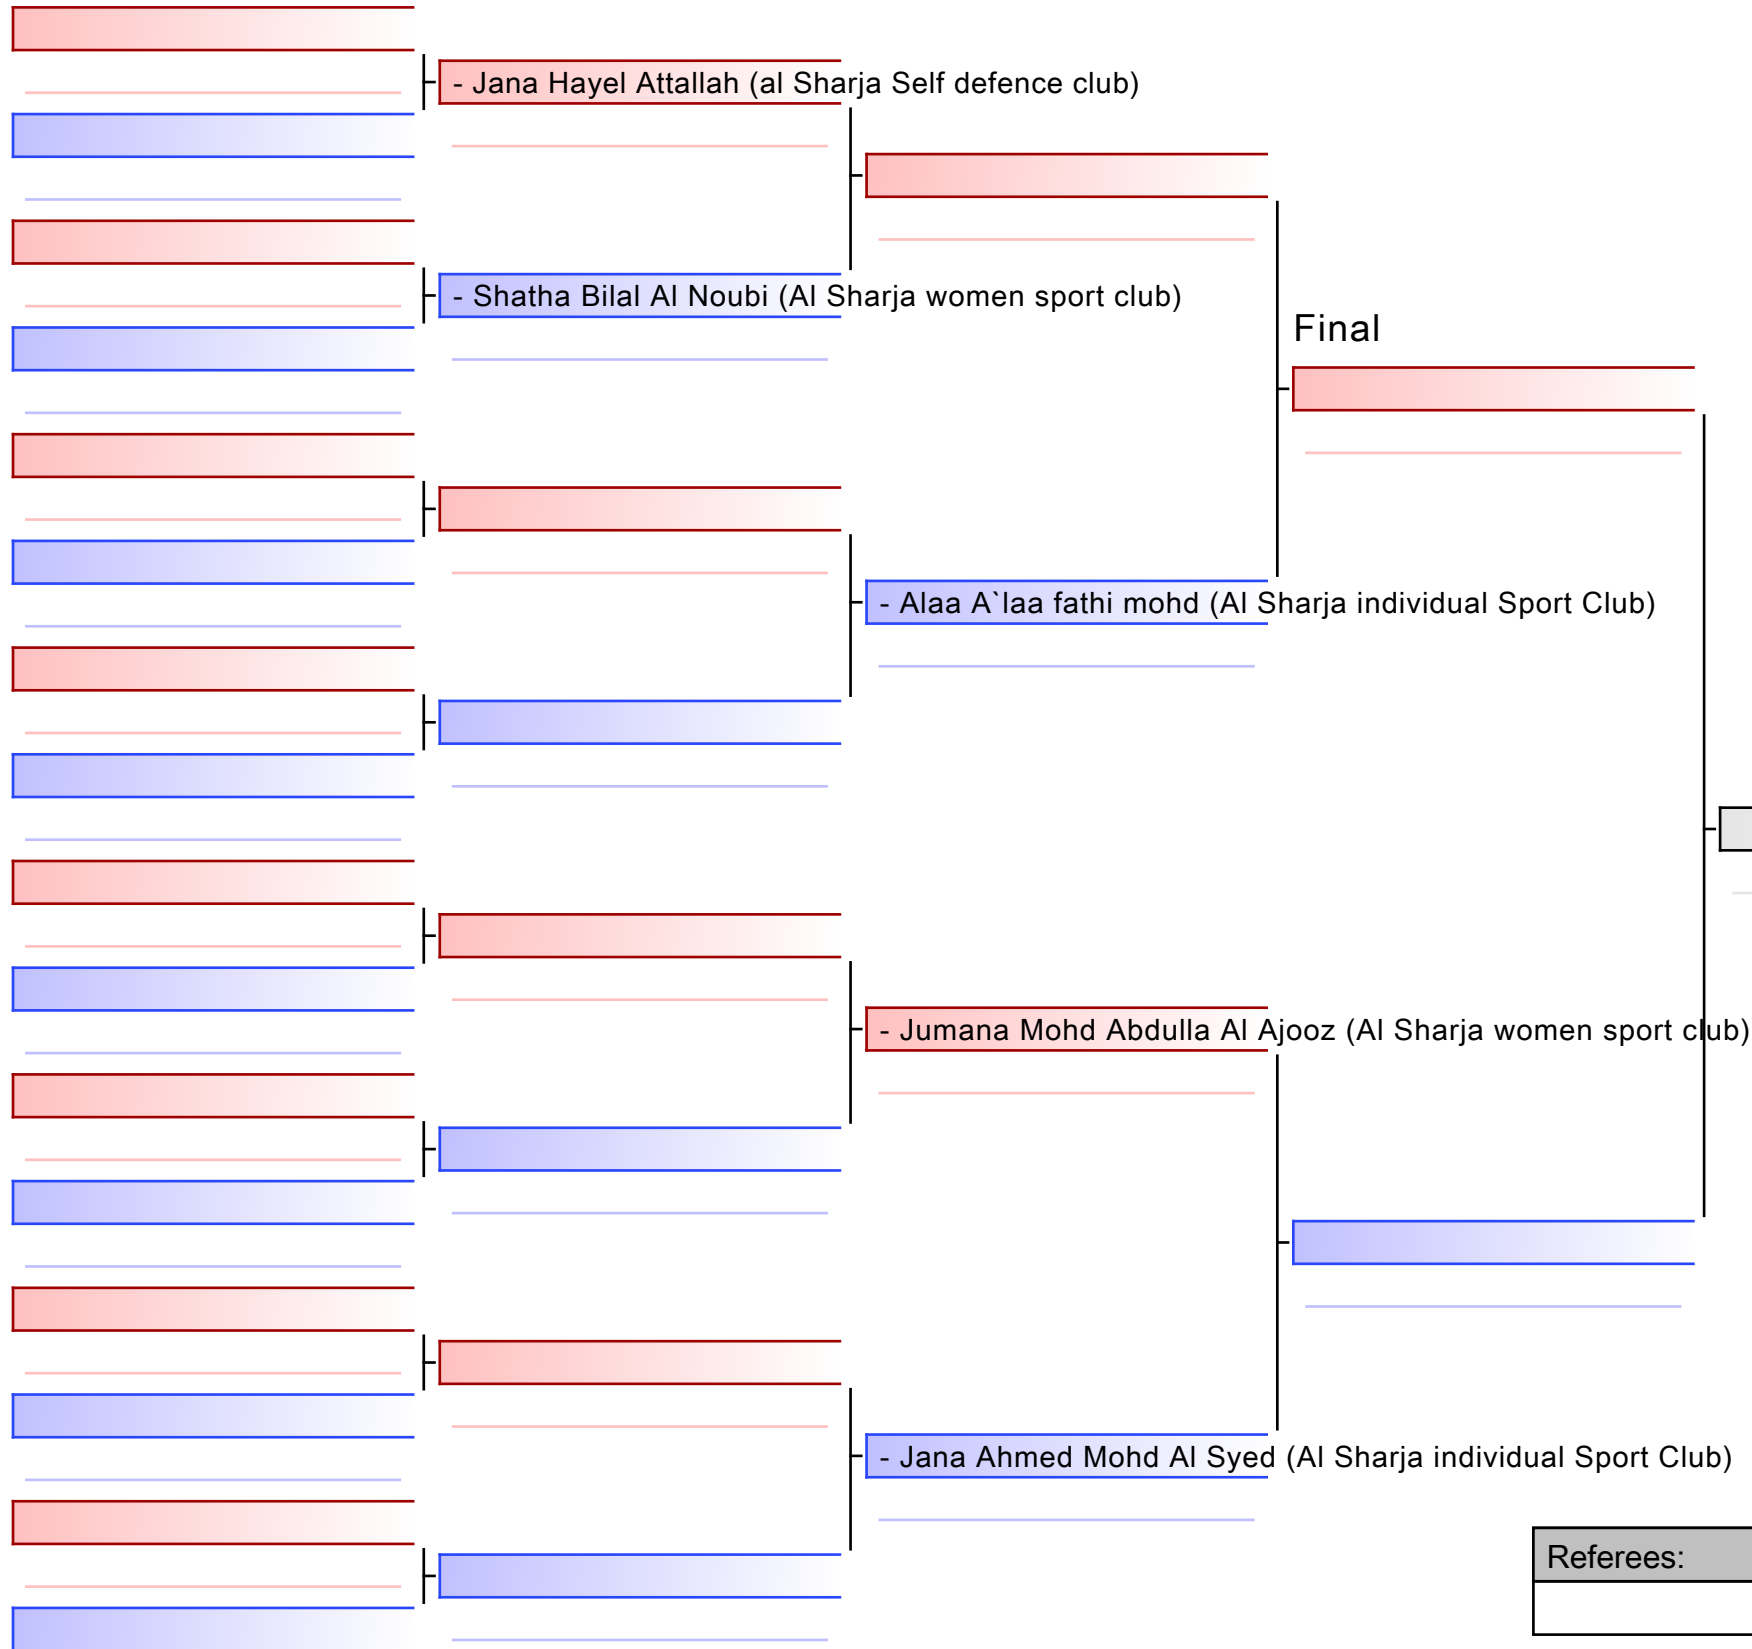 - Jana Hayel Attallah (al Sharja Self defence club)
- Shatha Bilal Al Noubi (Al Sharja women sport club)
Final
- Alaa A`laa fathi mohd (Al Sharja individual Sport Club)
- Jumana Mohd Abdulla Al Ajooz (Al Sharja women sport club)
- Jana Ahmed Mohd Al Syed (Al Sharja individual Sport Club)
Referees: